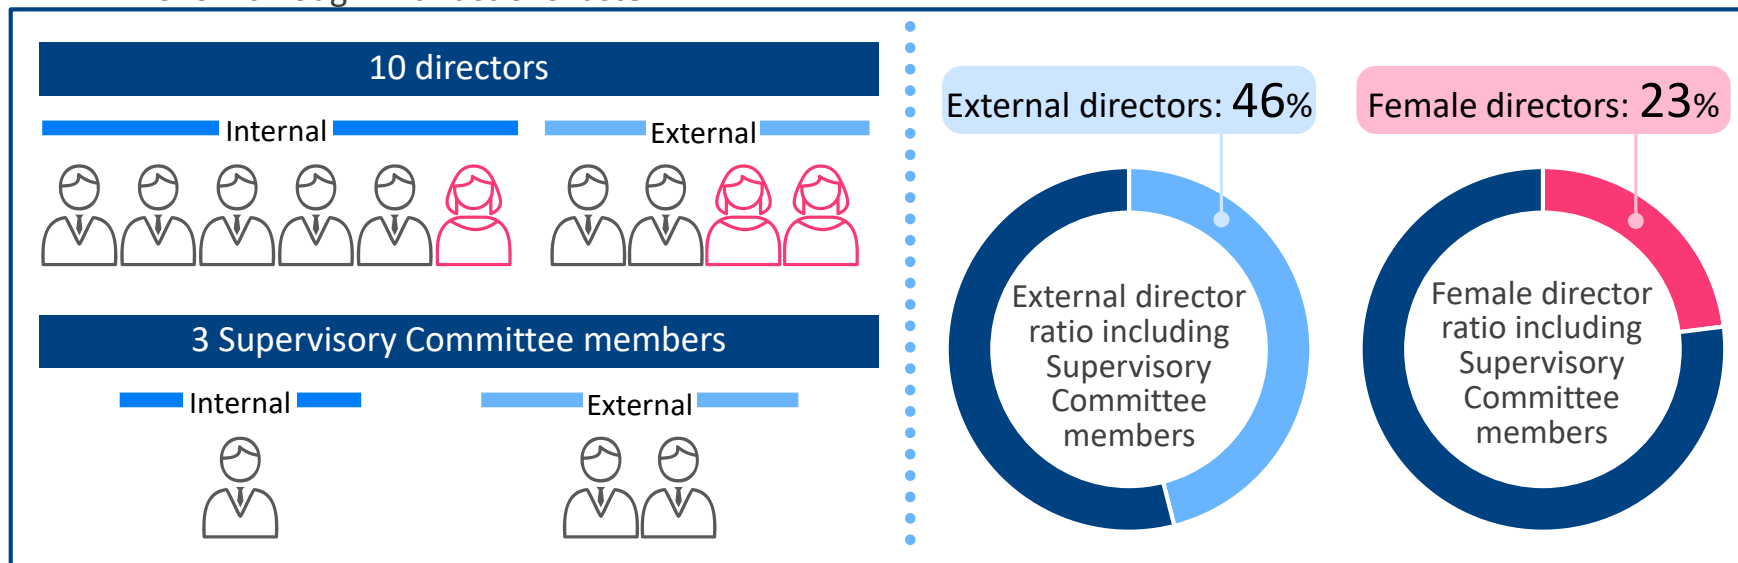 10 directors
Internal
External
3 Supervisory Committee members
Internal
External
External directors: 46%
Female directors: 23%
External director
ratio including
Supervisory
Committee
members
Female director
ratio including
Supervisory
Committee
members